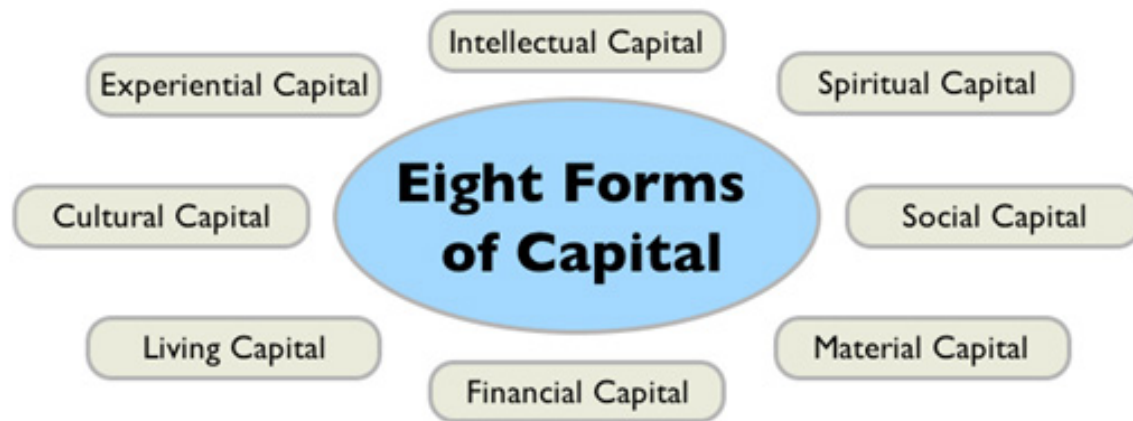 Intellectual Capital
Experiential Capital
Spiritual Capital
Eight Forms
of Capital
Cultural Capital
Social Capital
Living Capital
Material Capital
Financial Capital